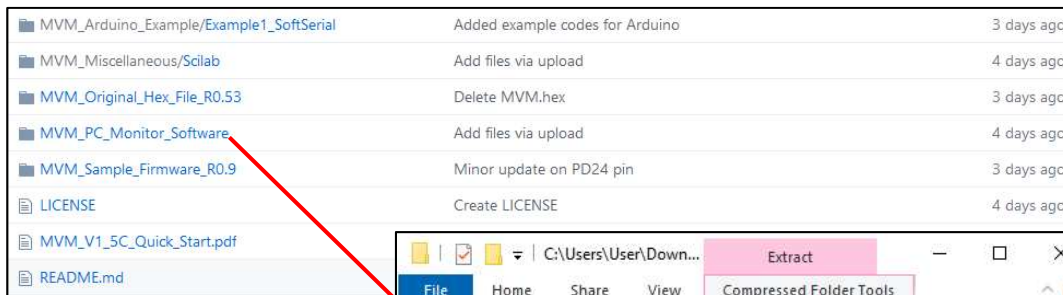 MVM_Arduino_Example/Example1_SoftSerial Added example codes for Arduino 3 days ago
MVM_Miscellaneous/Scilab Add files via upload 4 days ago
MVM_Original_Hex_File_R0.53 Delete MVM.hex 3 days ago
MVM_PC_Monitor_Software Add files via upload 4 days ago
MVM_Sample_Firmware_R0.9 Minor update on PD24 pin 3 days ago
LICENSE Create LICENSE 4 days ago
MVM_V1_5C_Quick_Start.pdf
README.md
C:\Users\User\Down... Extract
File Home Share View Compressed Folder Tools